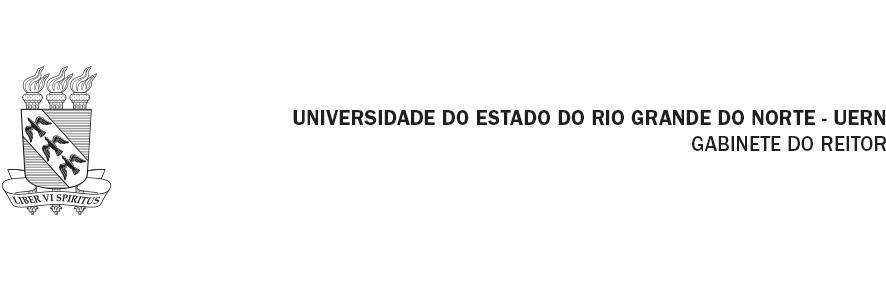 UNIVERSIDADE DO ESTADO DO RIO GRANDE DO NORTE - UERN
GABINETE DO REITOR
LIBER VI SPIRITUS